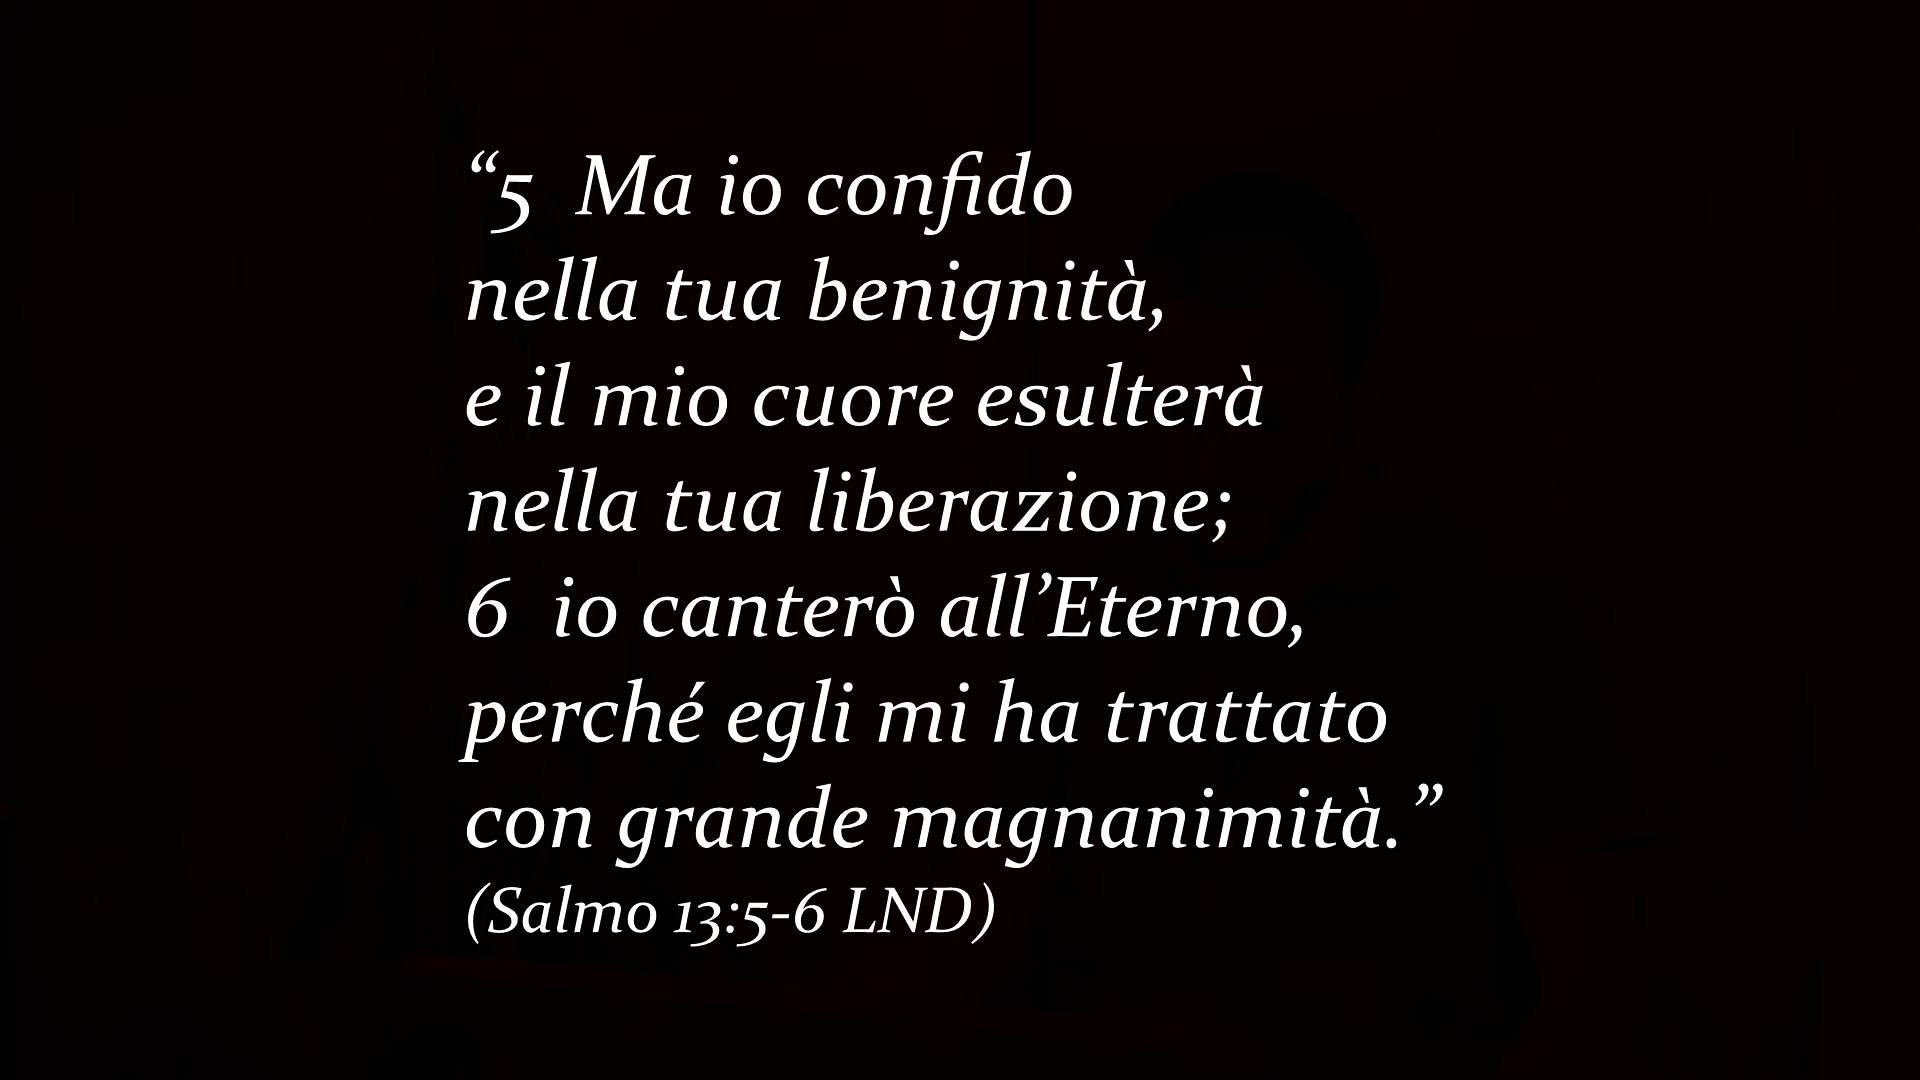 “5  Ma io confido
nella tua benignità,
e il mio cuore esulterà
nella tua liberazione;
6  io canterò all’Eterno,
perché egli mi ha trattato
con grande magnanimità.”
(Salmo 13:5-6 LND)